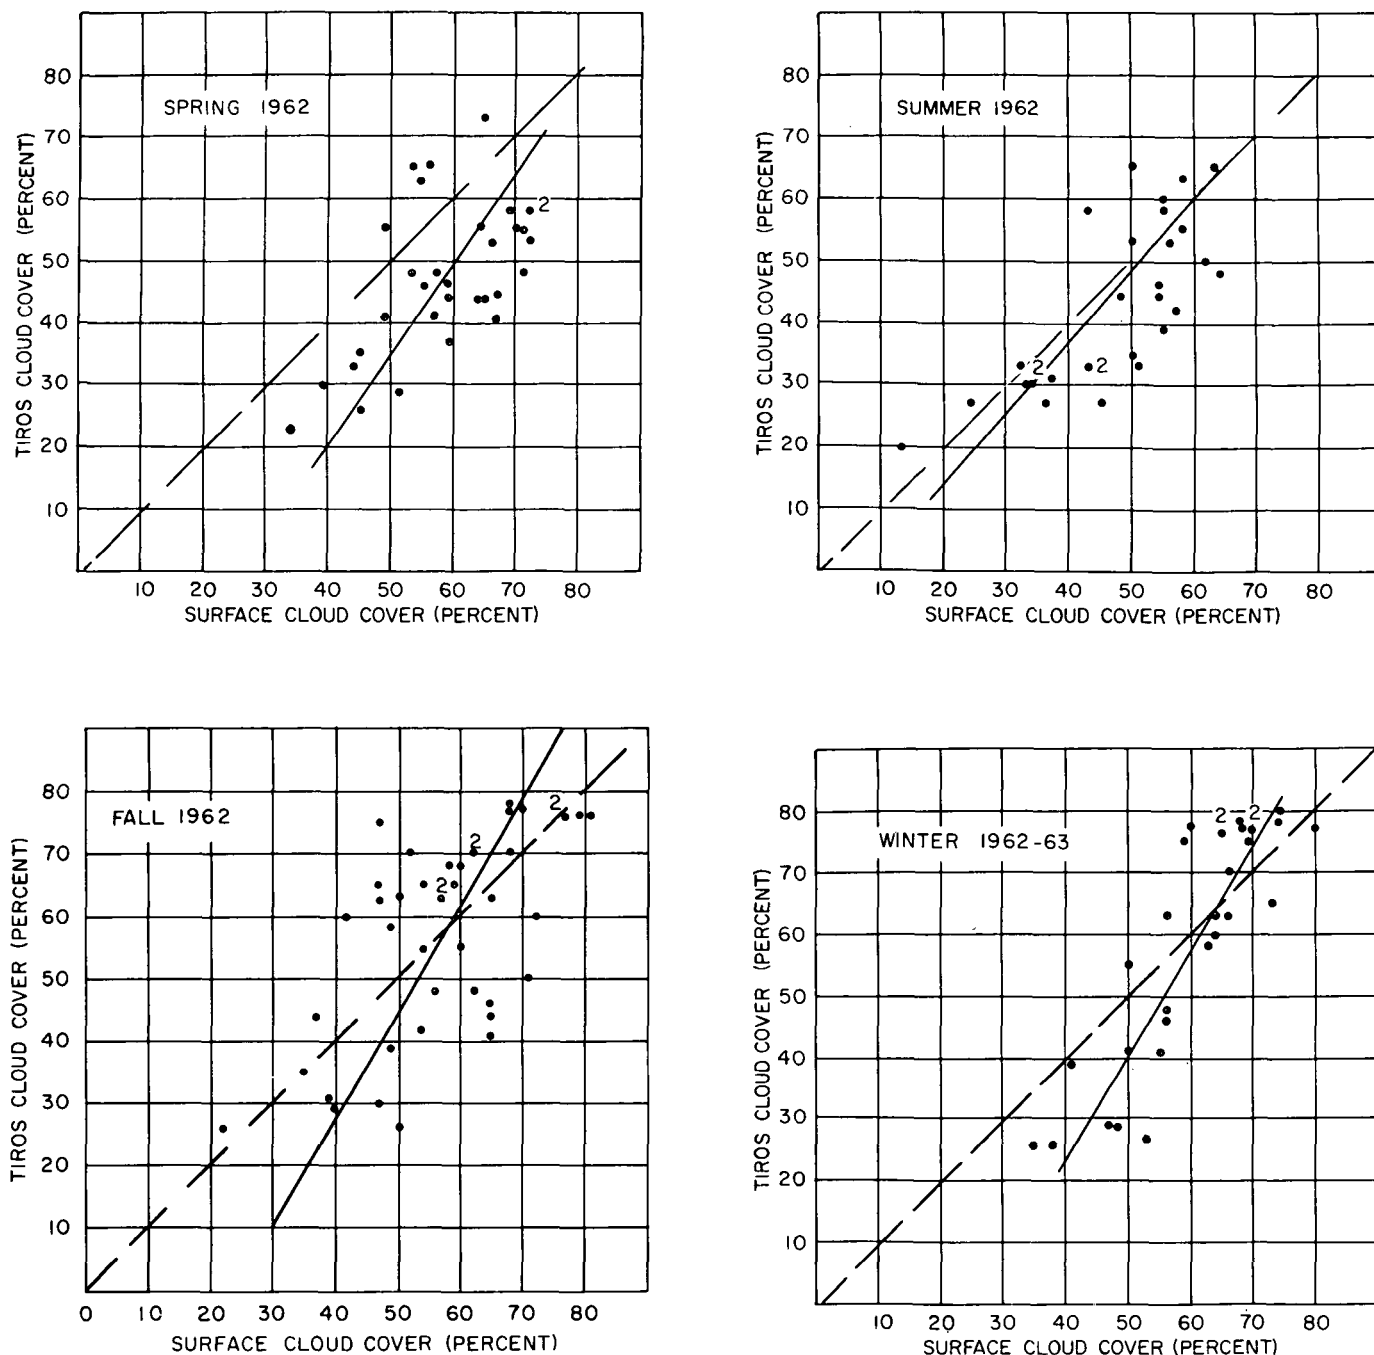 SPRING 1962
TIROS CLOUD COVER (PERCENT)
80
70
60
50
40
30
20
10
2
10 20 30 40 50 60 70 80
SURFACE CLOUD COVER (PERCENT)
SUMMER 1962
TIROS CLOUD COVER (PERCENT)
80
70
60
50
40
30
20
10
2 2
10 20 30 40 50 60 70 80
SURFACE CLOUD COVER (PERCENT)
FALL 1962
TIROS CLOUD COVER (PERCENT)
80
70
60
50
40
30
20
10
2
2
2
0 10 20 30 40 50 60 70 80
SURFACE CLOUD COVER (PERCENT)
WINTER 1962-63
TIROS CLOUD COVER (PERCENT)
80
70
60
50
40
30
20
10
2 2
10 20 30 40 50 60 70 80
SURFACE CLOUD COVER (PERCENT)